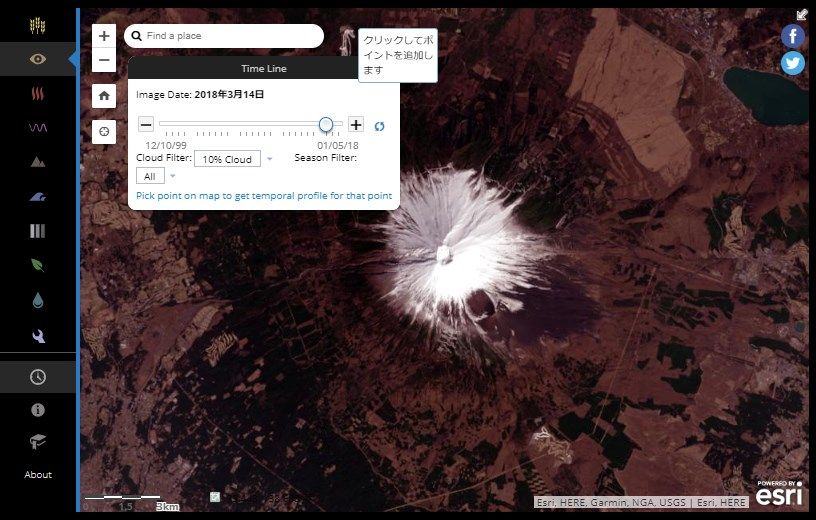 Find a place
クリックしてポ
イントを追加し
ます
Time Line
Image Date: 2018年3月14日
12/10/99
01/05/18
Cloud Filter: 10% Cloud
Season Filter:
All
Pick point on map to get temporal profile for that point
About
0 1.5 3km
Esri, HERE, Garmin, NGA, USGS | Esri, HERE
POWERED BY
esri